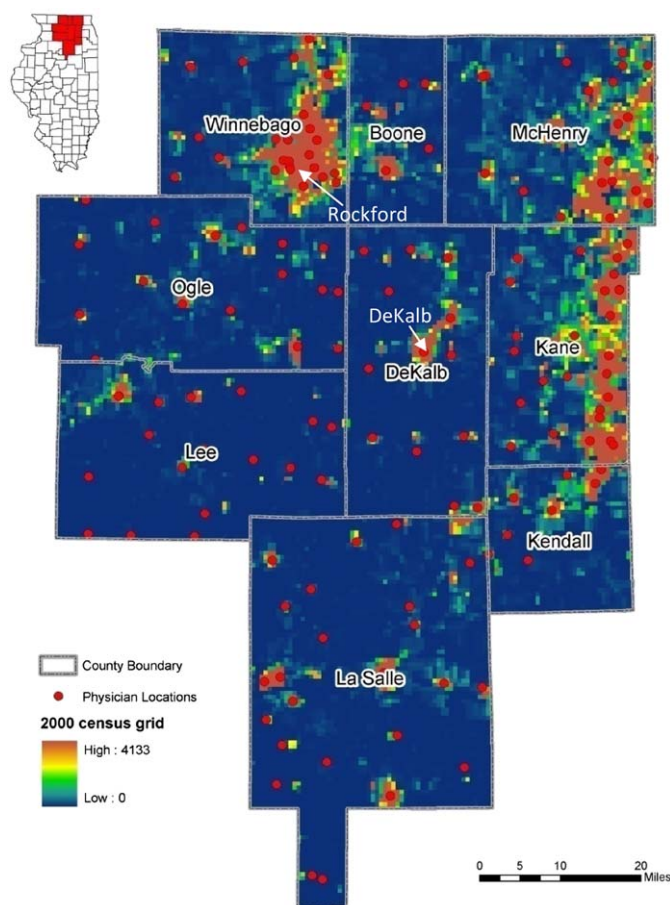 Winnebago
Boone
McHenry
Rockford
Ogle
DeKalb
Kane
DeKalb
Lee
Kendall
La Salle
County Boundary
Physician Locations
2000 census grid
High : 4133
Low : 0
0 5 10 20
Miles